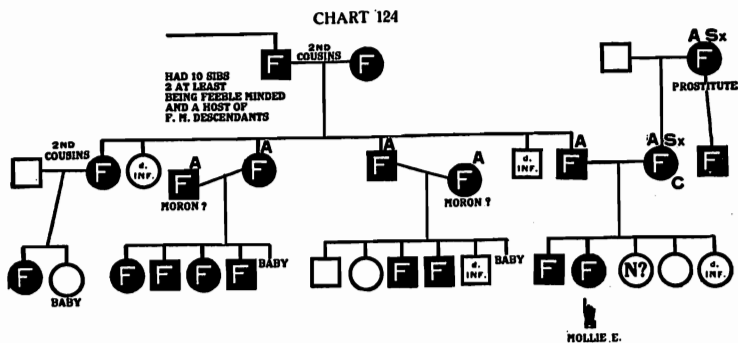 CHART 124
A Sx
F
2ND
COUSINS
F
F
PROSTITUTE
HAD 10 SIBS
2 AT LEAST
BEING FEEBLE MINDED
AND A HOST OF
F. M. DESCENDANTS
2ND
COUSINS
F
d.
INF.
A
F
MORON ?
A
F
A
F
A
F
MORON ?
d.
INF.
A
F
A Sx
F
C
F
F
BABY
F
F
F
F
BABY
F
F
d.
INF.
BABY
F
F
N?
d.
INF.
MOLLIE E.